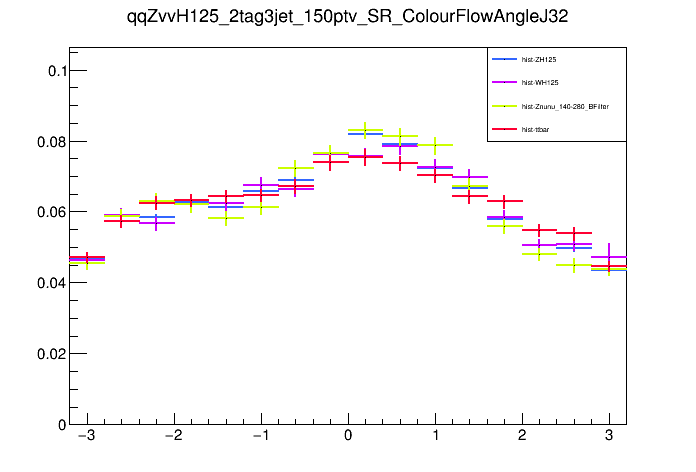 qqZvvH125_2tag3jet_150ptv_SR_ColourFlowAngleJ32
hist-ZH125
hist-WH125
hist-Znunu_140-280_BFilter
hist-ttbar
0.1
0.08
0.06
0.04
0.02
0
−3 −2 −1 0 1 2 3